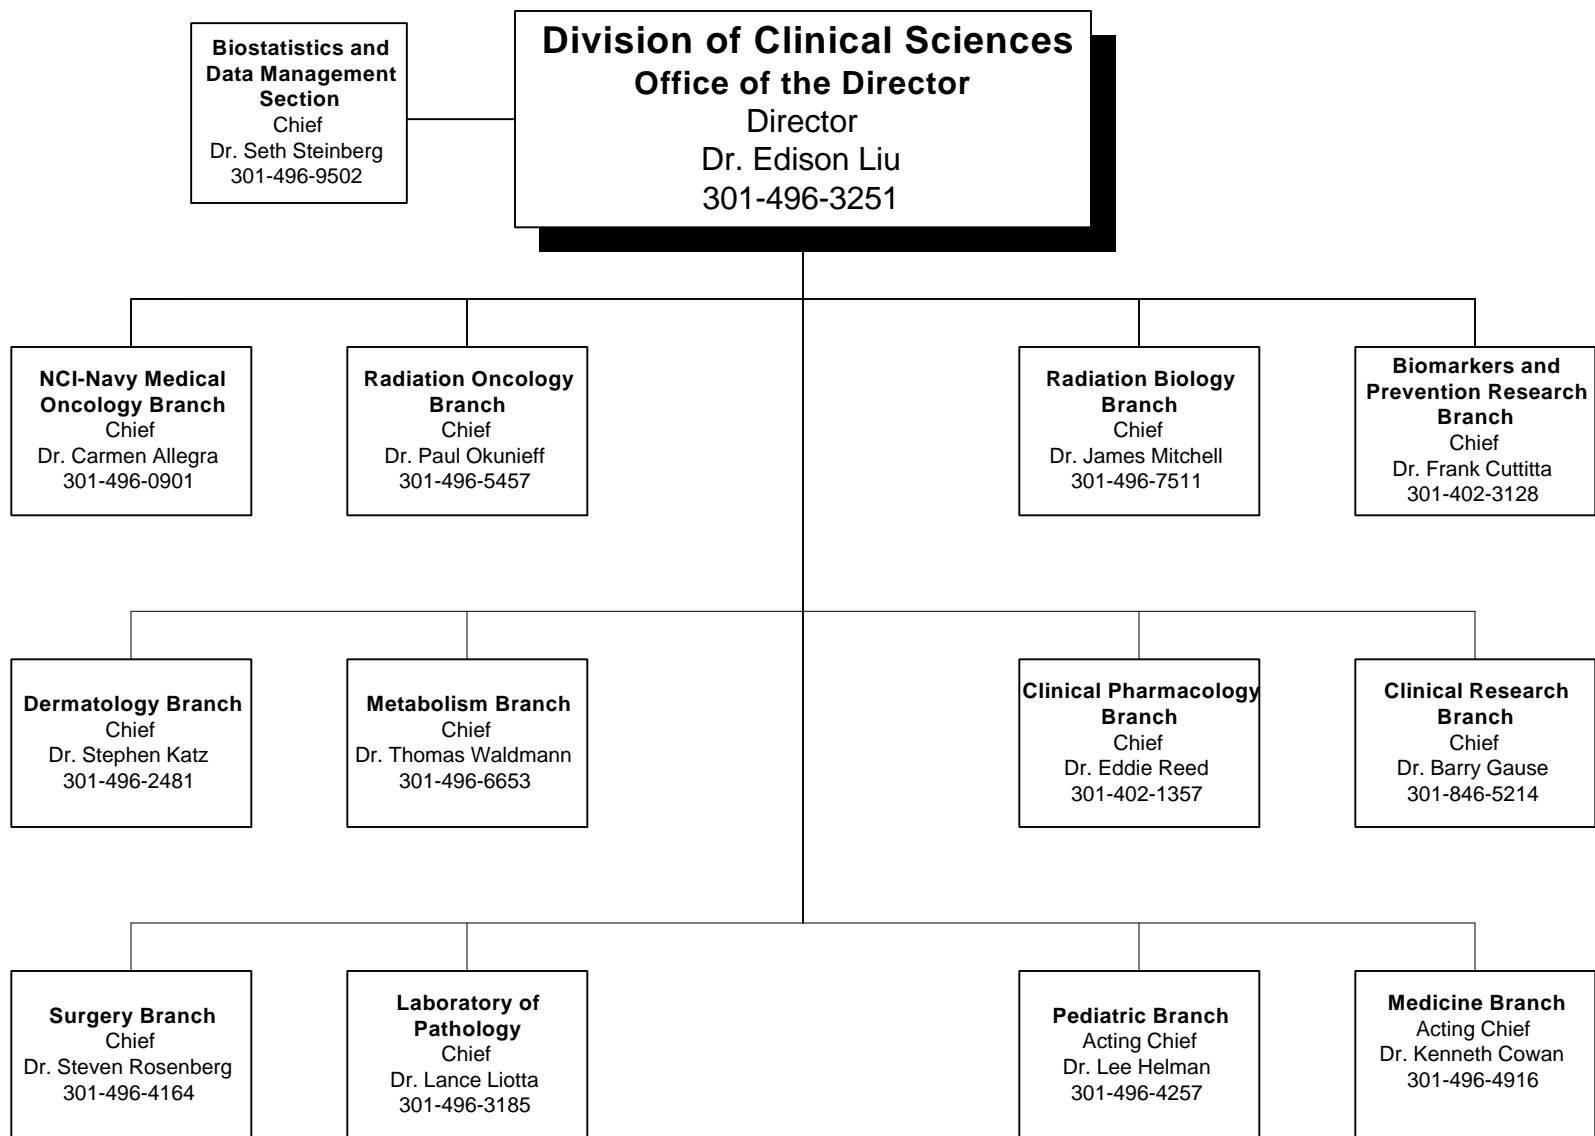 Biostatistics and
Data Management
Section
Chief
Dr. Seth Steinberg
301-496-9502
Division of Clinical Sciences
Office of the Director
Director
Dr. Edison Liu
301-496-3251
NCI-Navy Medical
Oncology Branch
Chief
Dr. Carmen Allegra
301-496-0901
Radiation Oncology
Branch
Chief
Dr. Paul Okunieff
301-496-5457
Radiation Biology
Branch
Chief
Dr. James Mitchell
301-496-7511
Biomarkers and
Prevention Research
Branch
Chief
Dr. Frank Cuttitta
301-402-3128
Dermatology Branch
Chief
Dr. Stephen Katz
301-496-2481
Metabolism Branch
Chief
Dr. Thomas Waldmann
301-496-6653
Clinical Pharmacology
Branch
Chief
Dr. Eddie Reed
301-402-1357
Clinical Research
Branch
Chief
Dr. Barry Gause
301-846-5214
Surgery Branch
Chief
Dr. Steven Rosenberg
301-496-4164
Laboratory of
Pathology
Chief
Dr. Lance Liotta
301-496-3185
Pediatric Branch
Acting Chief
Dr. Lee Helman
301-496-4257
Medicine Branch
Acting Chief
Dr. Kenneth Cowan
301-496-4916